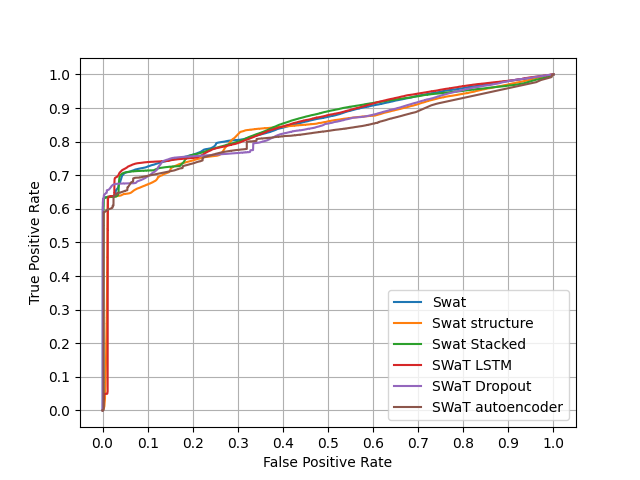 1.0
0.9
0.8
0.7
0.6
0.5
0.4
0.3
0.2
0.1
0.0
True Positive Rate
Swat
Swat structure
Swat Stacked
SWaT LSTM
SWaT Dropout
SWaT autoencoder
0.0 0.1 0.2 0.3 0.4 0.5 0.6 0.7 0.8 0.9 1.0
False Positive Rate